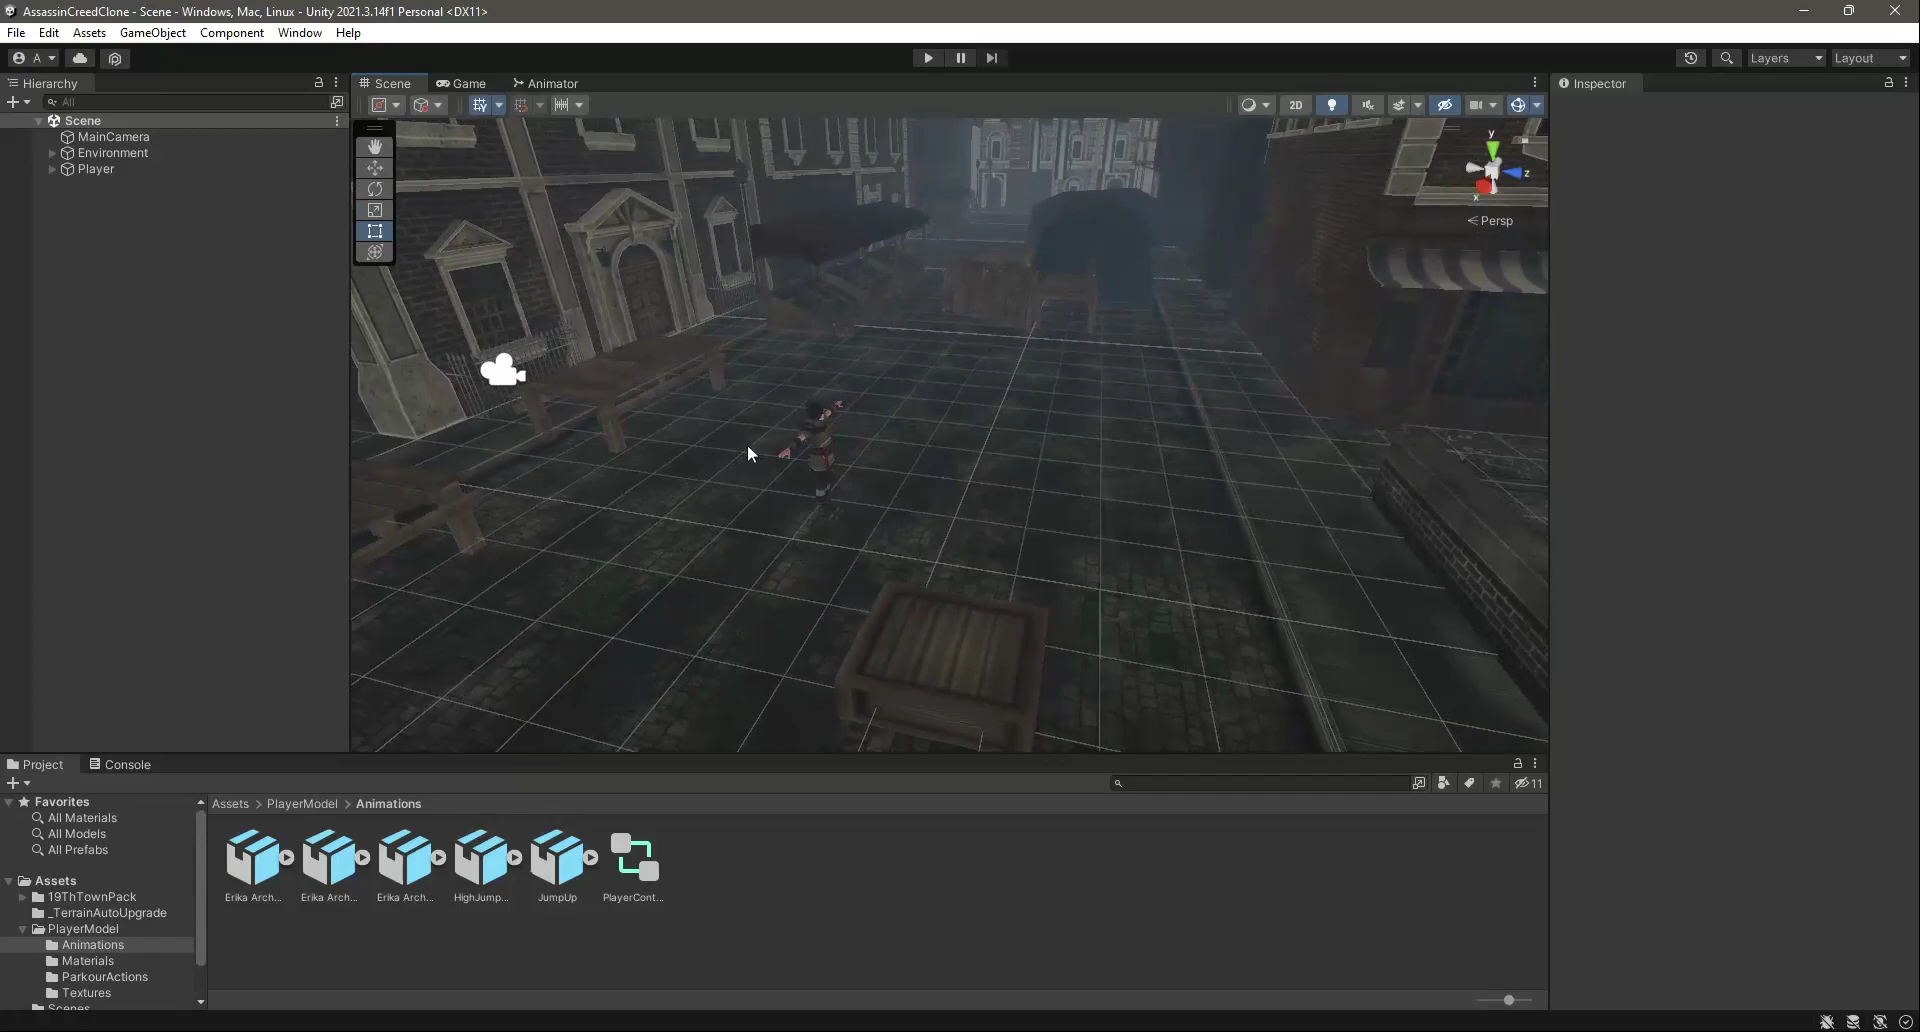 AssassinCreedClone - Scene - Windows, Mac, Linux - Unity 2021.3.14f1 Personal <DX11>
File Edit Assets GameObject Component Window Help
A
Layers Layout
Hierarchy
All
Scene
MainCamera
Environment
Player
Scene Game Animator
2D
y
z
x
Persp
Inspector
Project Console
11
Favorites
All Materials
All Models
All Prefabs
Assets
19ThTownPack
_TerrainAutoUpgrade
PlayerModel
Animations
Materials
ParkourActions
Textures
Scenes
Assets > PlayerModel > Animations
Erika Arch... Erika Arch... Erika Arch... HighJump... JumpUp PlayerCont...